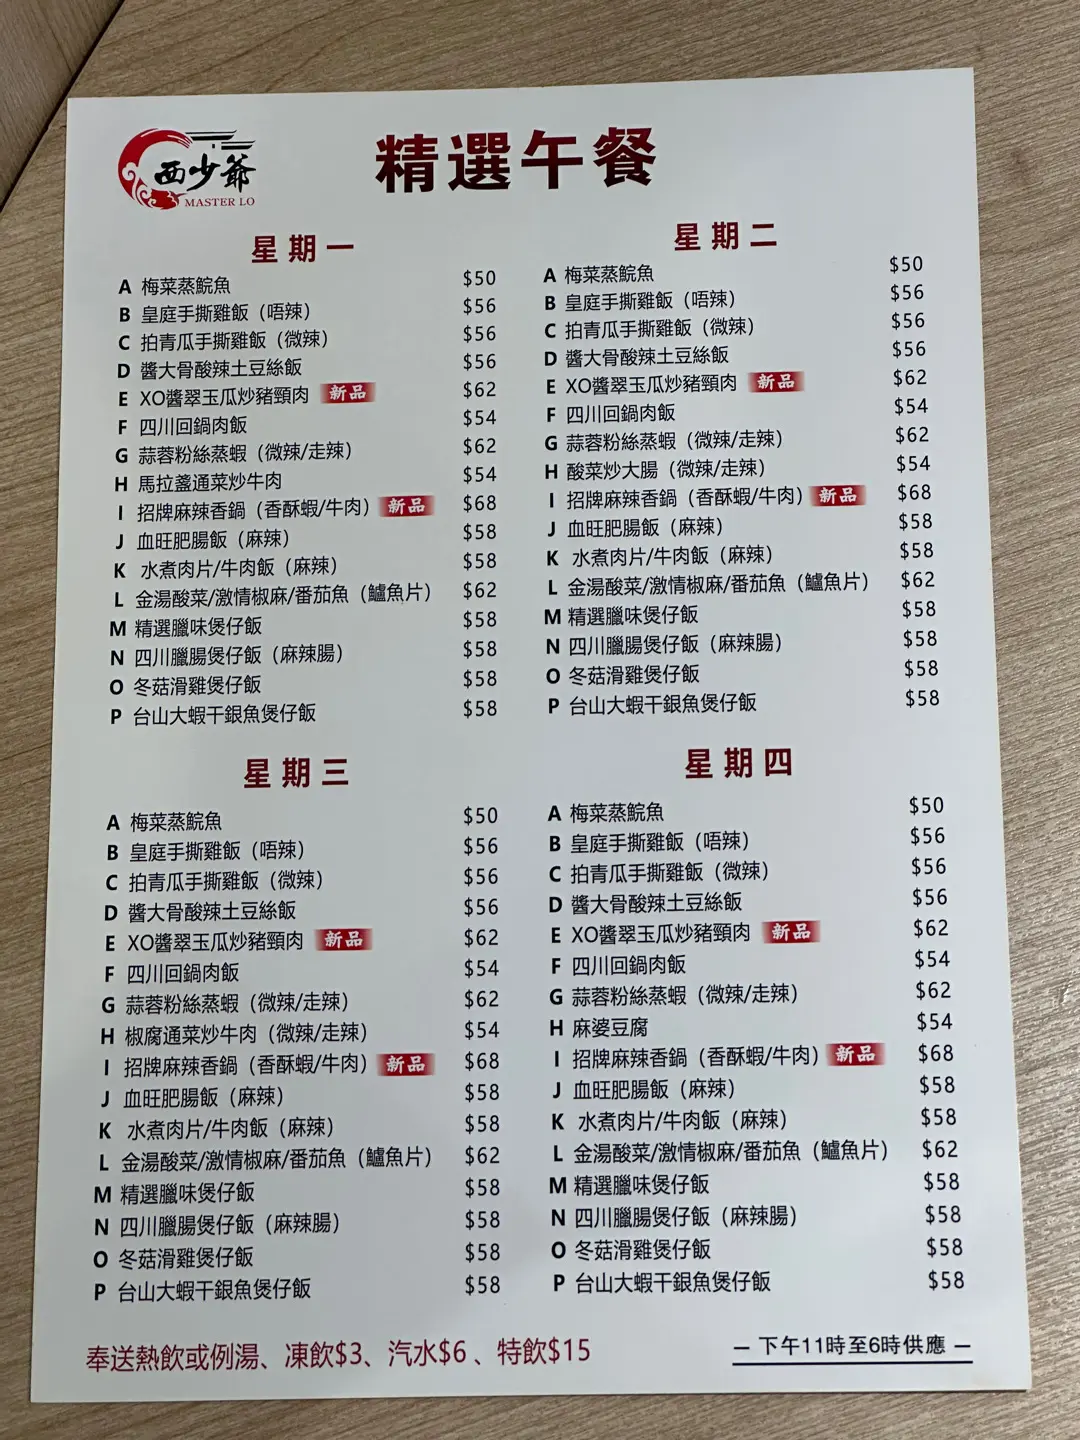 西少爺
MASTER LO
精選午餐
星期一
A 梅菜蒸鯇魚 $50
B 皇庭手撕雞飯（唔辣） $56
C 拍青瓜手撕雞飯（微辣） $56
D 醬大骨酸辣土豆絲飯 $56
E XO醬翠玉瓜炒豬頸肉 新品 $62
F 四川回鍋肉飯 $54
G 蒜蓉粉絲蒸蝦（微辣/走辣） $62
H 馬拉盞通菜炒牛肉 $54
I 招牌麻辣香鍋（香酥蝦/牛肉） 新品 $68
J 血旺肥腸飯（麻辣） $58
K 水煮肉片/牛肉飯（麻辣） $58
L 金湯酸菜/激情椒麻/番茄魚（鱸魚片） $62
M 精選臘味煲仔飯 $58
N 四川臘腸煲仔飯（麻辣腸） $58
O 冬菇滑雞煲仔飯 $58
P 台山大蝦干銀魚煲仔飯 $58
星期二
A 梅菜蒸鯇魚 $50
B 皇庭手撕雞飯（唔辣） $56
C 拍青瓜手撕雞飯（微辣） $56
D 醬大骨酸辣土豆絲飯 $56
E XO醬翠玉瓜炒豬頸肉 新品 $62
F 四川回鍋肉飯 $54
G 蒜蓉粉絲蒸蝦（微辣/走辣） $62
H 酸菜炒大腸（微辣/走辣） $54
I 招牌麻辣香鍋（香酥蝦/牛肉） 新品 $68
J 血旺肥腸飯（麻辣） $58
K 水煮肉片/牛肉飯（麻辣） $58
L 金湯酸菜/激情椒麻/番茄魚（鱸魚片） $62
M 精選臘味煲仔飯 $58
N 四川臘腸煲仔飯（麻辣腸） $58
O 冬菇滑雞煲仔飯 $58
P 台山大蝦干銀魚煲仔飯 $58
星期三
A 梅菜蒸鯇魚 $50
B 皇庭手撕雞飯（唔辣） $56
C 拍青瓜手撕雞飯（微辣） $56
D 醬大骨酸辣土豆絲飯 $56
E XO醬翠玉瓜炒豬頸肉 新品 $62
F 四川回鍋肉飯 $54
G 蒜蓉粉絲蒸蝦（微辣/走辣） $62
H 椒腐通菜炒牛肉（微辣/走辣） $54
I 招牌麻辣香鍋（香酥蝦/牛肉） 新品 $68
J 血旺肥腸飯（麻辣） $58
K 水煮肉片/牛肉飯（麻辣） $58
L 金湯酸菜/激情椒麻/番茄魚（鱸魚片） $62
M 精選臘味煲仔飯 $58
N 四川臘腸煲仔飯（麻辣腸） $58
O 冬菇滑雞煲仔飯 $58
P 台山大蝦干銀魚煲仔飯 $58
星期四
A 梅菜蒸鯇魚 $50
B 皇庭手撕雞飯（唔辣） $56
C 拍青瓜手撕雞飯（微辣） $56
D 醬大骨酸辣土豆絲飯 $56
E XO醬翠玉瓜炒豬頸肉 新品 $62
F 四川回鍋肉飯 $54
G 蒜蓉粉絲蒸蝦（微辣/走辣） $62
H 麻婆豆腐 $54
I 招牌麻辣香鍋（香酥蝦/牛肉） 新品 $68
J 血旺肥腸飯（麻辣） $58
K 水煮肉片/牛肉飯（麻辣） $58
L 金湯酸菜/激情椒麻/番茄魚（鱸魚片） $62
M 精選臘味煲仔飯 $58
N 四川臘腸煲仔飯（麻辣腸） $58
O 冬菇滑雞煲仔飯 $58
P 台山大蝦干銀魚煲仔飯 $58
奉送熱飲或例湯、凍飲$3、汽水$6、特飲$15
— 下午11時至6時供應 —